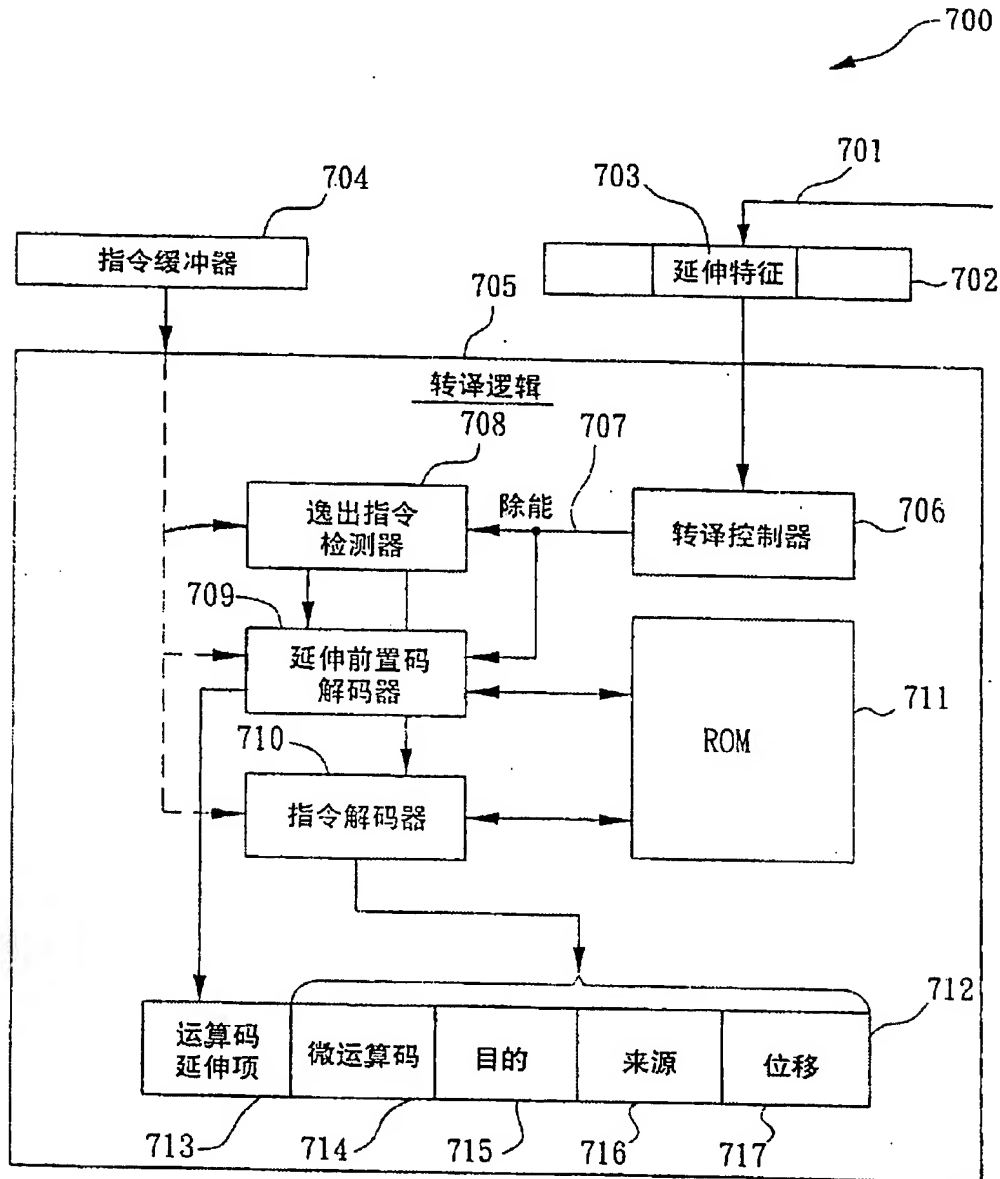 700
701
703
704
指令缓冲器
延伸特征
702
705
转译逻辑
708
707
逸出指令
检测器
除能
转译控制器
706
709
延伸前置码
解码器
ROM
711
710
指令解码器
712
运算码
延伸项
微运算码
目的
来源
位移
713
714
715
716
717